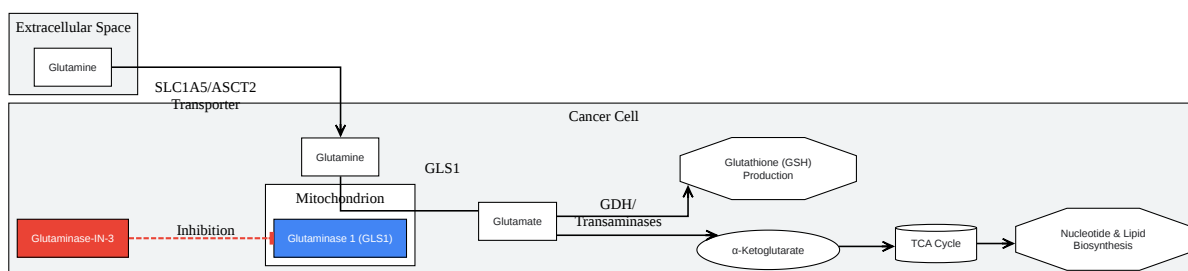 Extracellular Space
Glutamine
SLC1A5/ASCT2
Transporter
Cancer Cell
Glutamine
GLS1
Glutathione (GSH)
Production
Mitochondrion
GDH/
Transaminases
Glutamate
Glutaminase-IN-3
Inhibition
Glutaminase 1 (GLS1)
α-Ketoglutarate
TCA Cycle
Nucleotide & Lipid
Biosynthesis